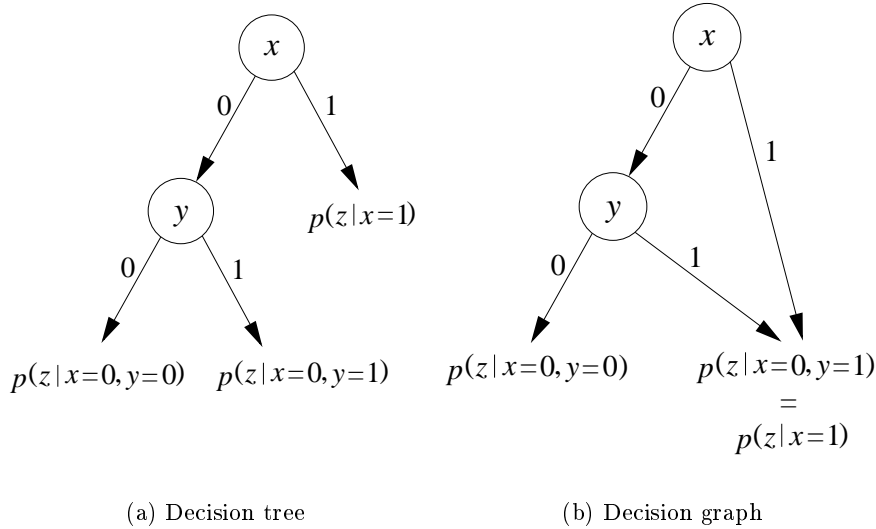 x
0
1
y
p(z|x=1)
0
1
p(z|x=0,y=0)
p(z|x=0,y=1)
(a) Decision tree
x
0
1
y
0
1
p(z|x=0,y=0)
p(z|x=0,y=1)
=
p(z|x=1)
(b) Decision graph